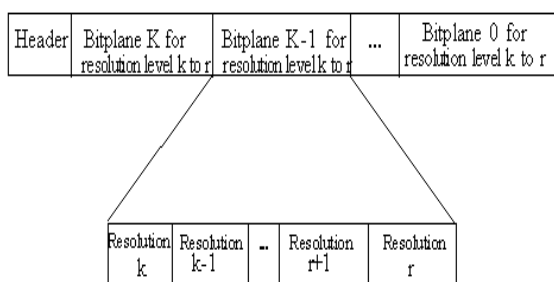 Header
Bitplane K for
resolution level k to r
Bitplane K-1 for
resolution level k to r
...
Bitplane 0 for
resolution level k to r
Resolution
k
Resolution
k-1
...
Resolution
r+1
Resolution
r